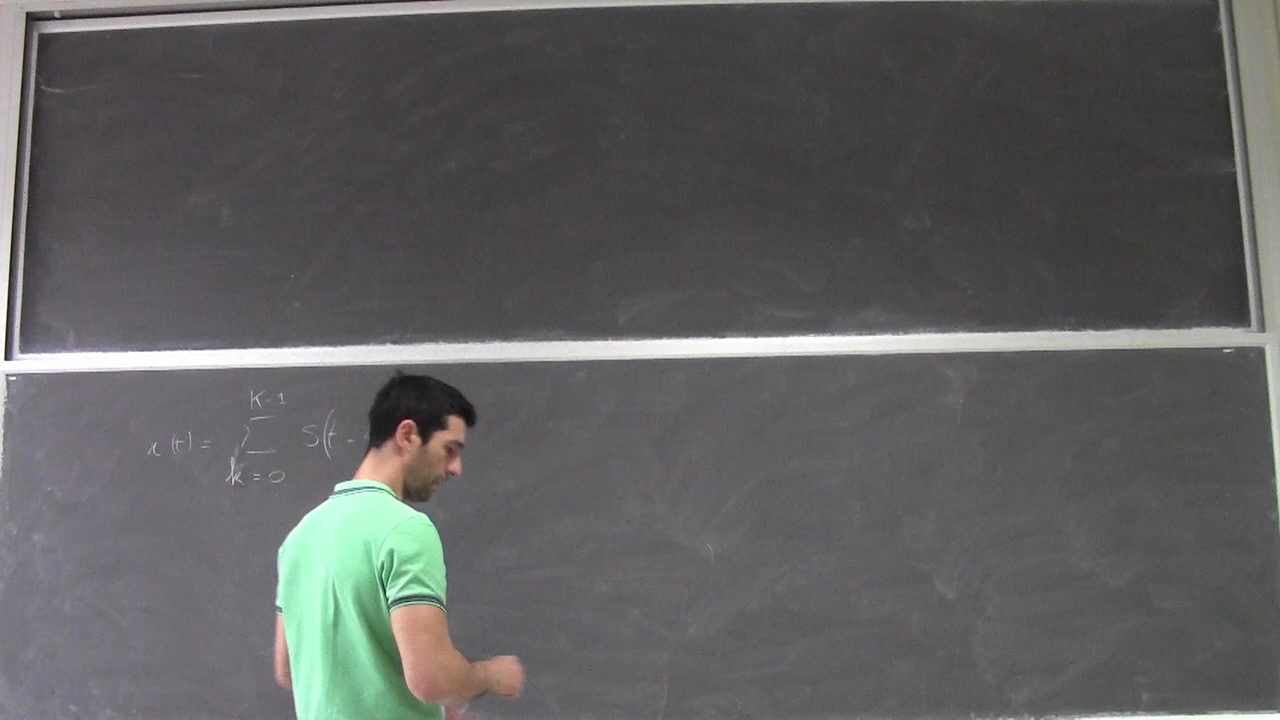 K-1
r(t) = ∑ S(t -
k=0